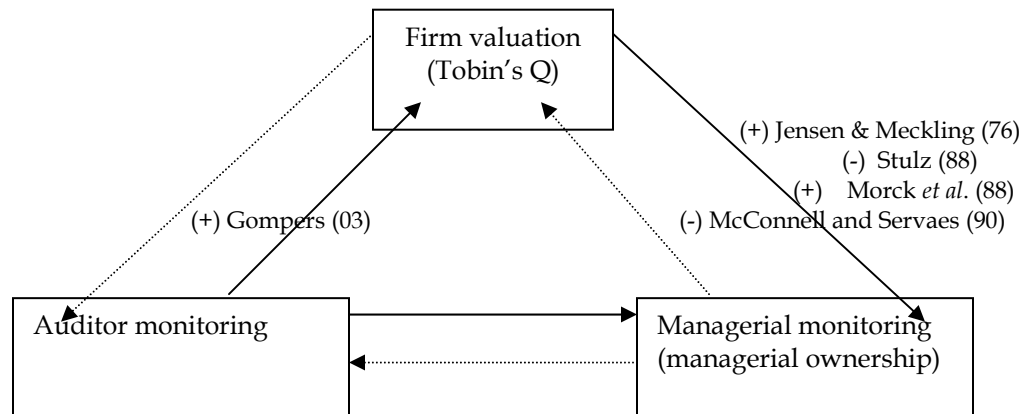 Firm valuation
(Tobin’s Q)
(+) Jensen & Meckling (76)
(-) Stulz (88)
(+) Morck et al. (88)
(+) Gompers (03)
(-) McConnell and Servaes (90)
Auditor monitoring
Managerial monitoring
(managerial ownership)